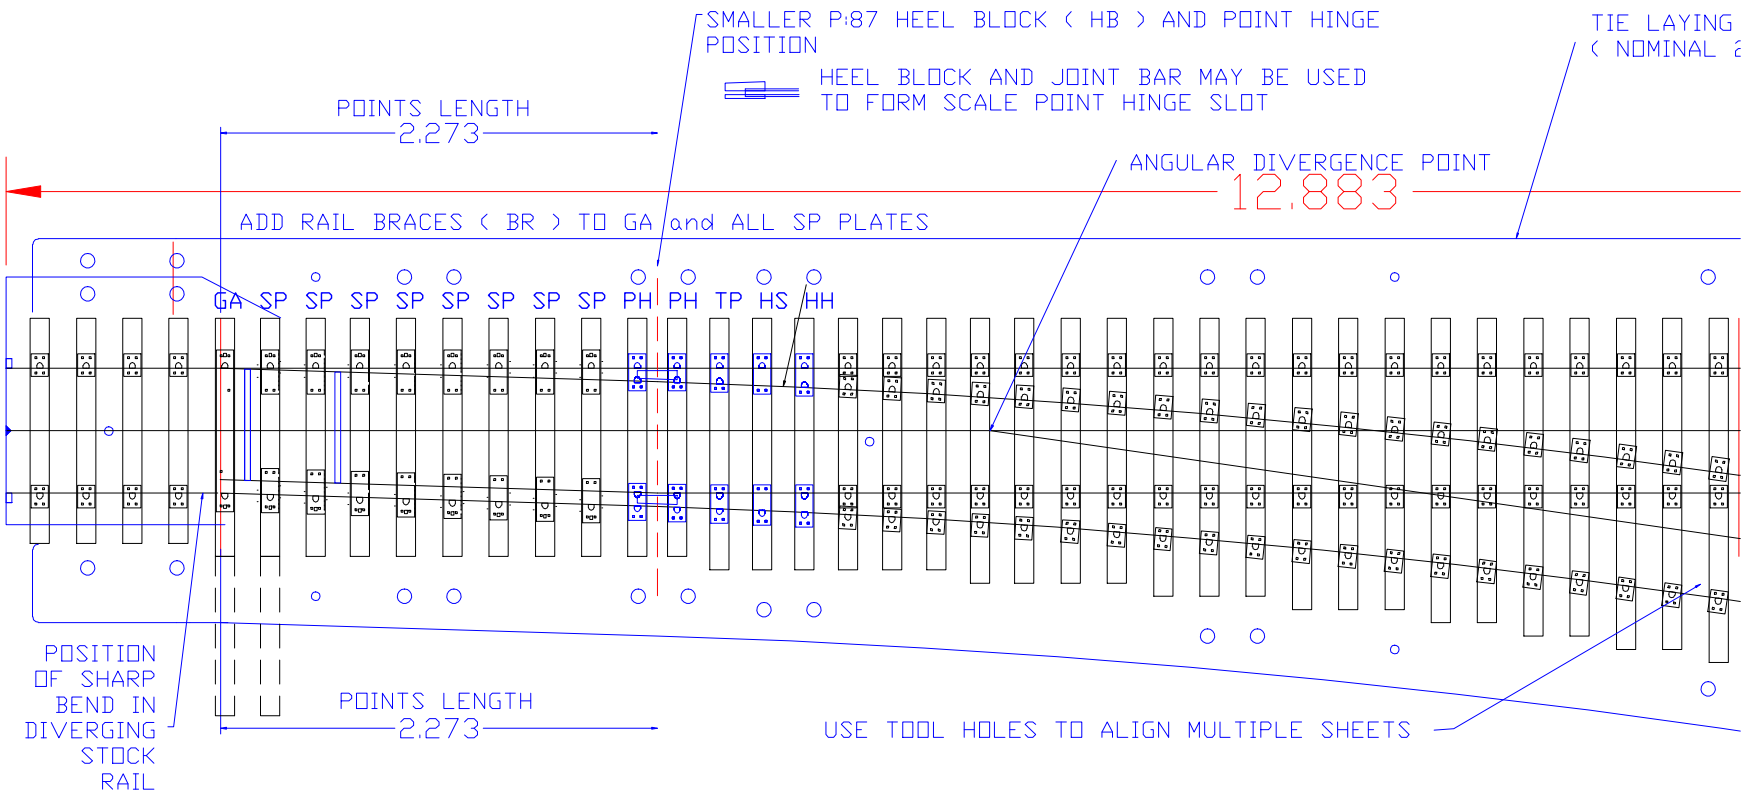 SMALLER P:87 HEEL BLOCK ( HB ) AND POINT HINGE
POSITION
TIE LAYING
( NOMINAL
HEEL BLOCK AND JOINT BAR MAY BE USED
TO FORM SCALE POINT HINGE SLOT
POINTS LENGTH
2.273
ANGULAR DIVERGENCE POINT
12.883
ADD RAIL BRACES ( BR ) TO GA and ALL SP PLATES
GA SP SP SP SP SP SP SP SP PH PH TP HS HH
POSITION
OF SHARP
BEND IN
DIVERGING
STOCK
RAIL
POINTS LENGTH
2.273
USE TOOL HOLES TO ALIGN MULTIPLE SHEETS